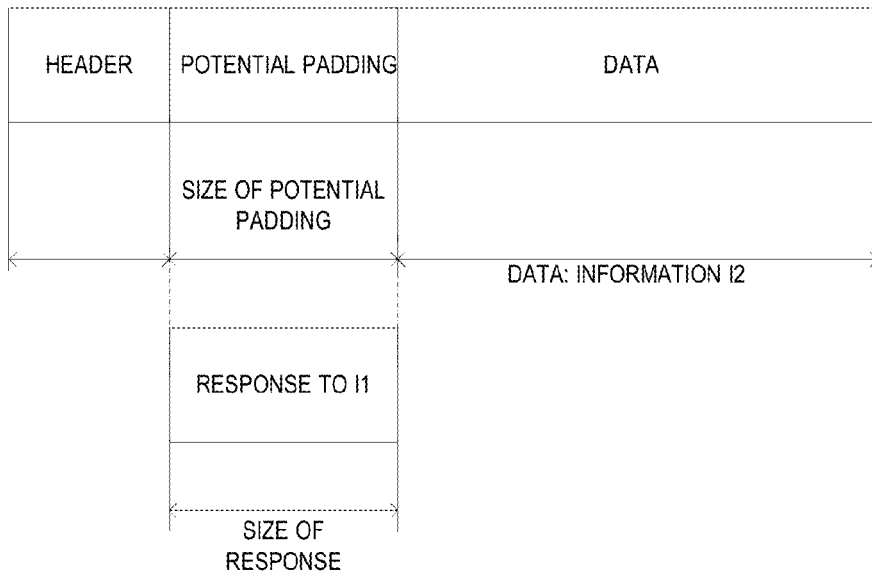 HEADER POTENTIAL PADDING DATA
SIZE OF POTENTIAL
PADDING
DATA: INFORMATION I2
RESPONSE TO I1
SIZE OF
RESPONSE